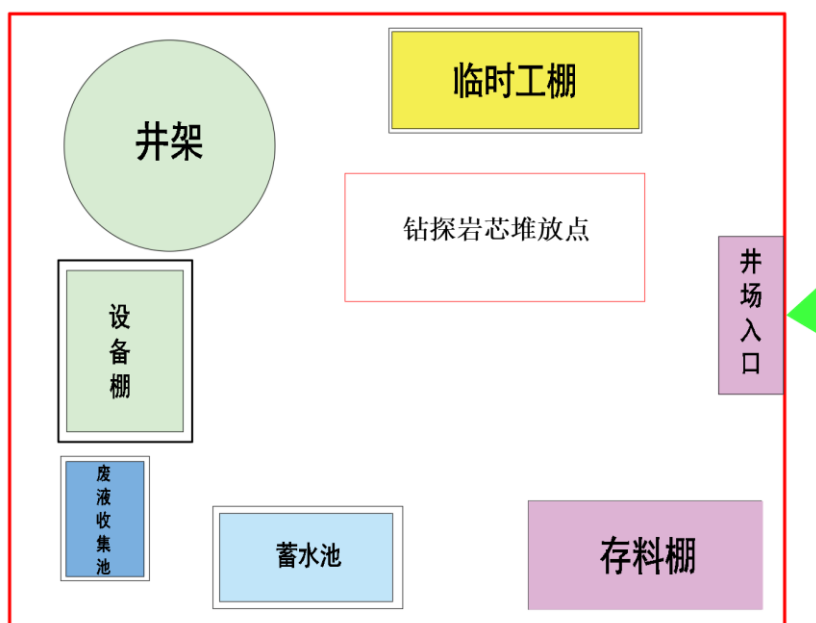 临时工棚
井架
钻探岩芯堆放点
井场入口
设备棚
废液收集池
蓄水池
存料棚